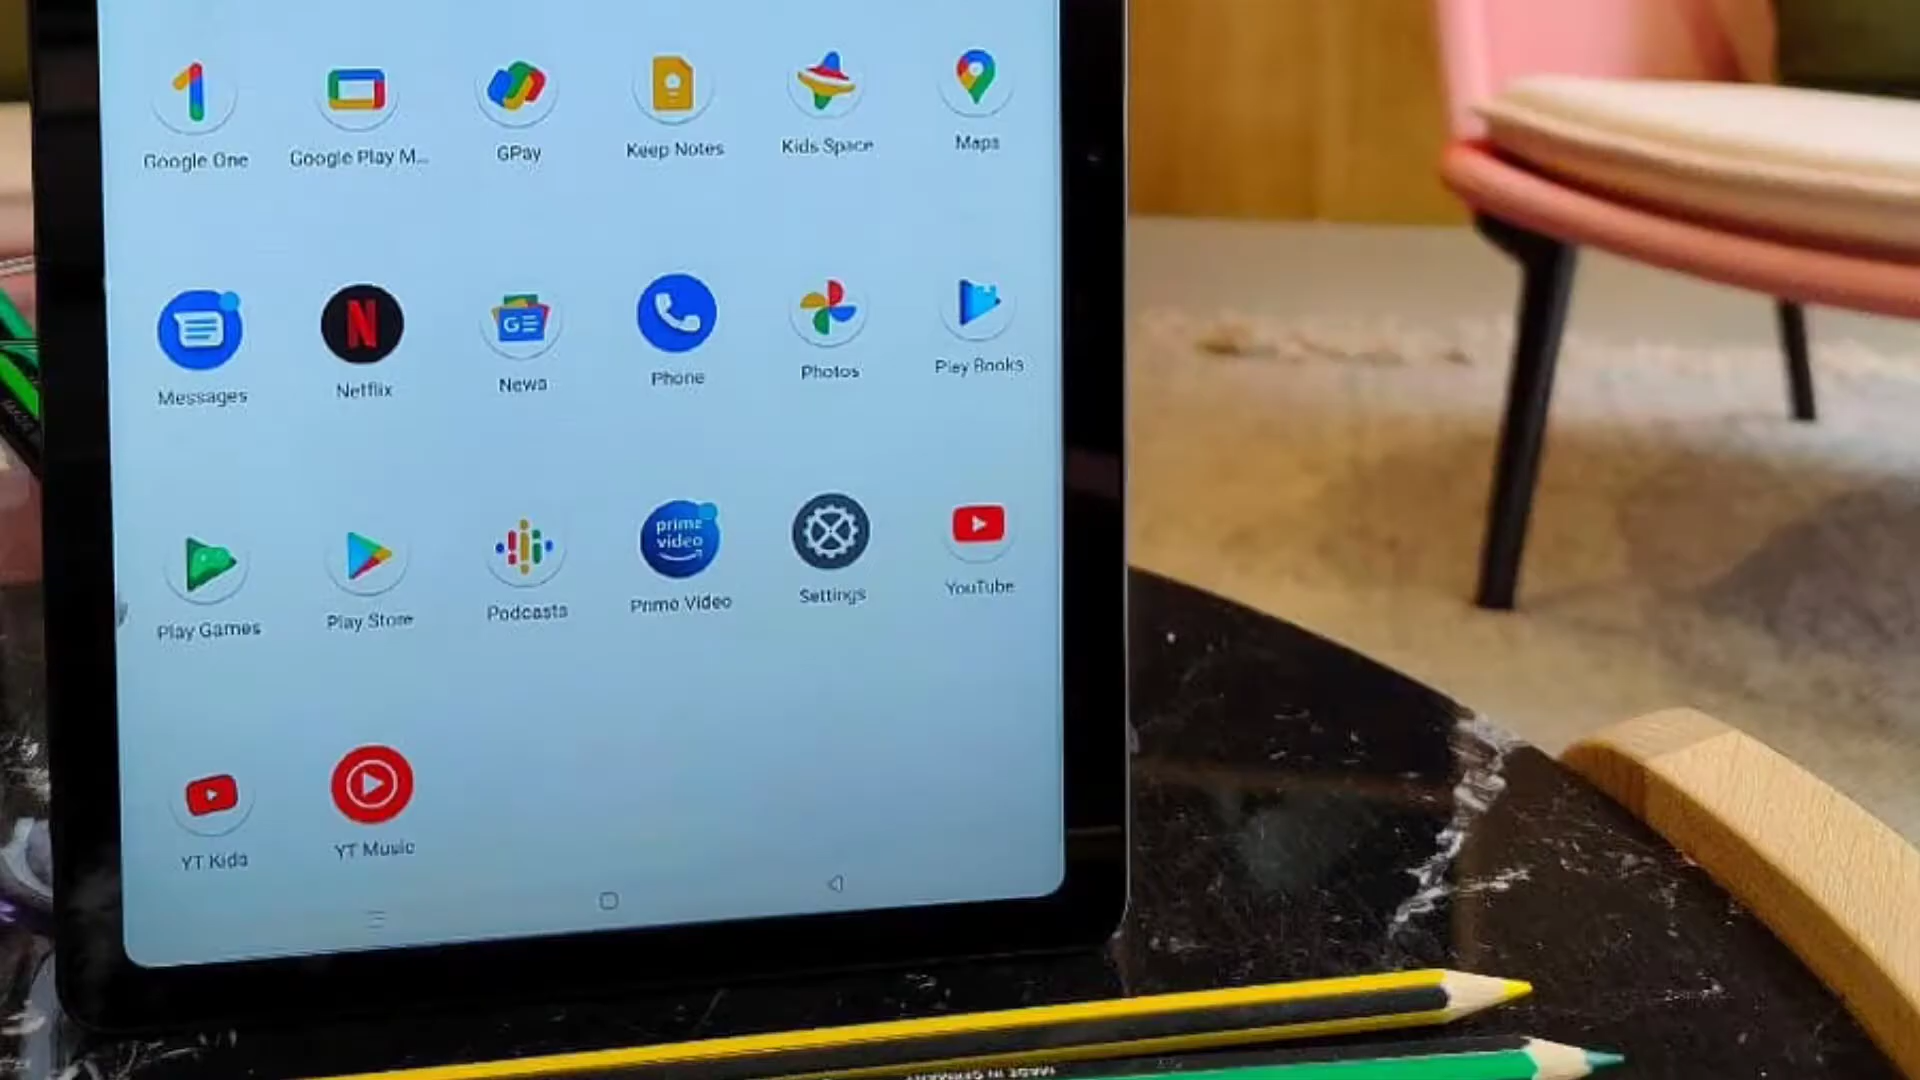 Google One Google Play M... GPay Keep Notes Kids Space Maps
Messages Netflix GE News Phone Photos Play Books
prime
video
Play Games Play Store Podcasts Prime Video Settings YouTube
YT Kids YT Music